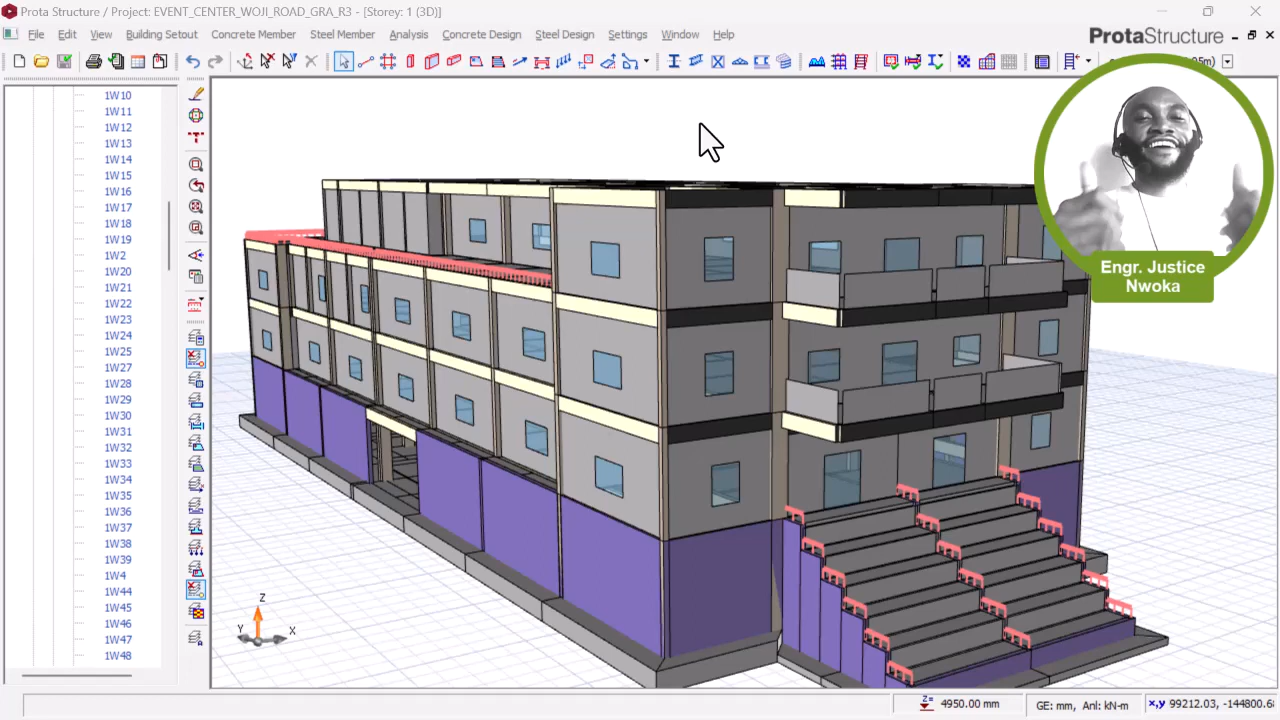 Prota Structure / Project: EVENT_CENTER_WOJI_ROAD_GRA_R3 - [Storey: 1 (3D)]
File Edit View Building Setout Concrete Member Steel Member Analysis Concrete Design Steel Design Settings Window Help
ProtaStructure
1W10
1W11
1W12
1W13
1W14
1W15
1W16
1W17
1W18
1W19
1W2
1W20
1W21
1W22
1W23
1W24
1W25
1W27
1W28
1W29
1W30
1W31
1W32
1W33
1W34
1W35
1W36
1W37
1W38
1W39
1W4
1W44
1W45
1W46
1W47
1W48
Engr. Justice
Nwoka
Z
Y
X
Z=
4950.00 mm
GE: mm, Anl: kN-m
x,y 99212.03, -144800.68